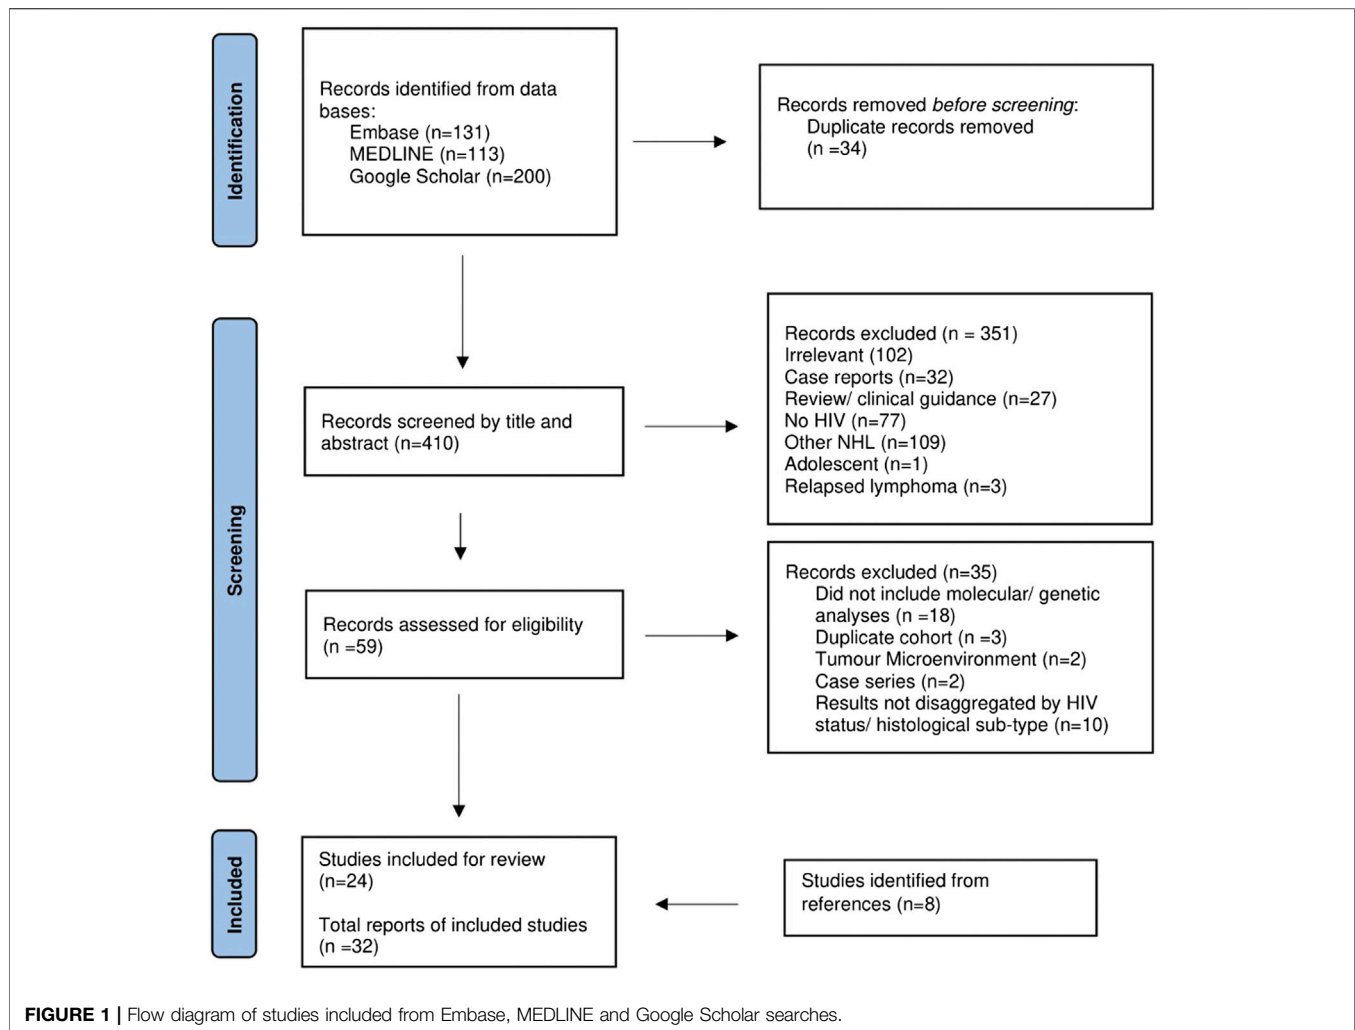 Identification
Records identified from data
bases:
Embase (n=131)
MEDLINE (n=113)
Google Scholar (n=200)
Records removed before screening:
Duplicate records removed
(n =34)
Screening
Records screened by title and
abstract (n=410)
Records excluded (n = 351)
Irrelevant (102)
Case reports (n=32)
Review/ clinical guidance (n=27)
No HIV (n=77)
Other NHL (n=109)
Adolescent (n=1)
Relapsed lymphoma (n=3)
Records assessed for eligibility
(n =59)
Records excluded (n=35)
Did not include molecular/ genetic
analyses (n =18)
Duplicate cohort (n =3)
Tumour Microenvironment (n=2)
Case series (n=2)
Results not disaggregated by HIV
status/ histological sub-type (n=10)
Included
Studies included for review
(n=24)
Total reports of included studies
(n =32)
Studies identified from
references (n=8)
FIGURE 1 | Flow diagram of studies included from Embase, MEDLINE and Google Scholar searches.